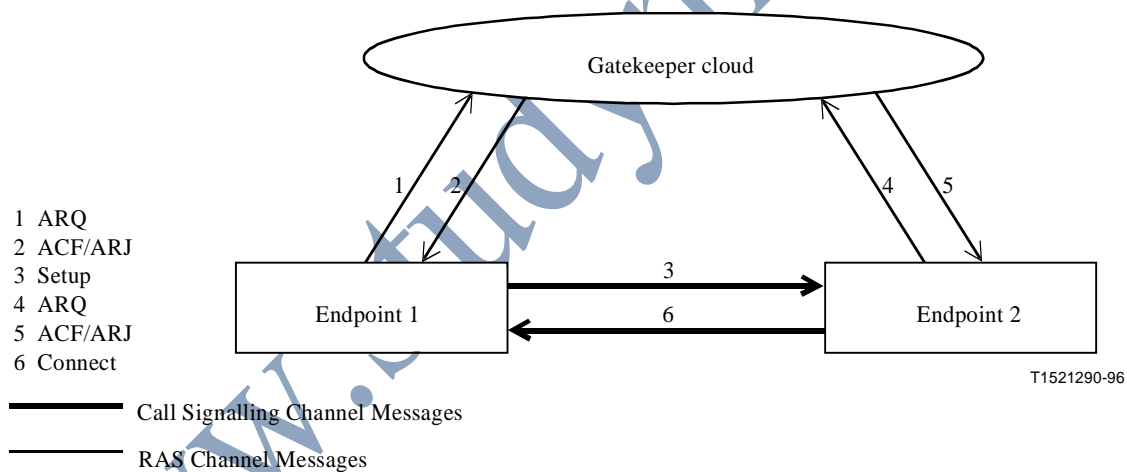 Gatekeeper cloud
1 2 4 5
1 ARQ
2 ACF/ARJ
3 Setup
4 ARQ
5 ACF/ARJ
6 Connect
Endpoint 1
3
6
Endpoint 2
T1521290-96
Call Signalling Channel Messages
RAS Channel Messages